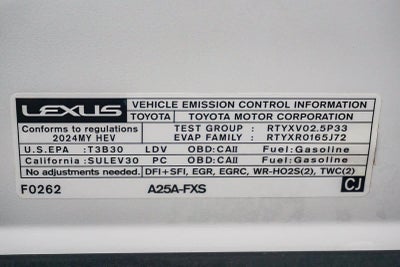 LEXUS VEHICLE EMISSION CONTROL INFORMATION
TOYOTA TOYOTA MOTOR CORPORATION
Conforms to regulations TEST GROUP : RTYXV02.5P33
2024MY HEV EVAP FAMILY : RTYXR0165J72
U.S.EPA :T3B30 LDV OBD:CAII Fuel:Gasoline
California :SULEV30 PC OBD:CAII Fuel:Gasoline
No adjustments needed. DFI+SFI, EGR, EGRC, WR-HO2S(2), TWC(2)
F0262 A25A-FXS CJ